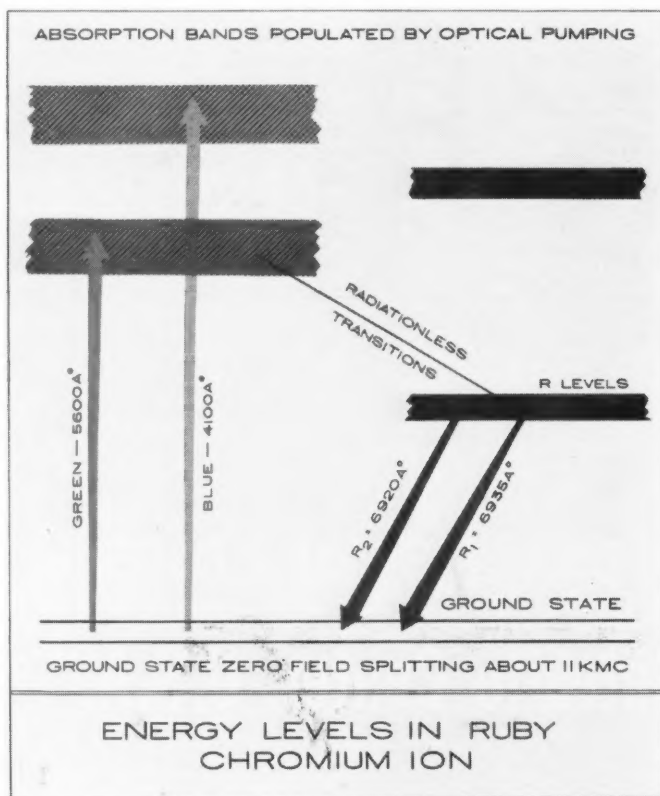 ABSORPTION BANDS POPULATED BY OPTICAL PUMPING
RADIATIONLESS
TRANSITIONS
R LEVELS
GREEN—5600A°
BLUE—4100A°
R₂ = 6920A°
R₁ = 6935A°
GROUND STATE
GROUND STATE ZERO FIELD SPLITTING ABOUT 11 KMC
ENERGY LEVELS IN RUBY
CHROMIUM ION